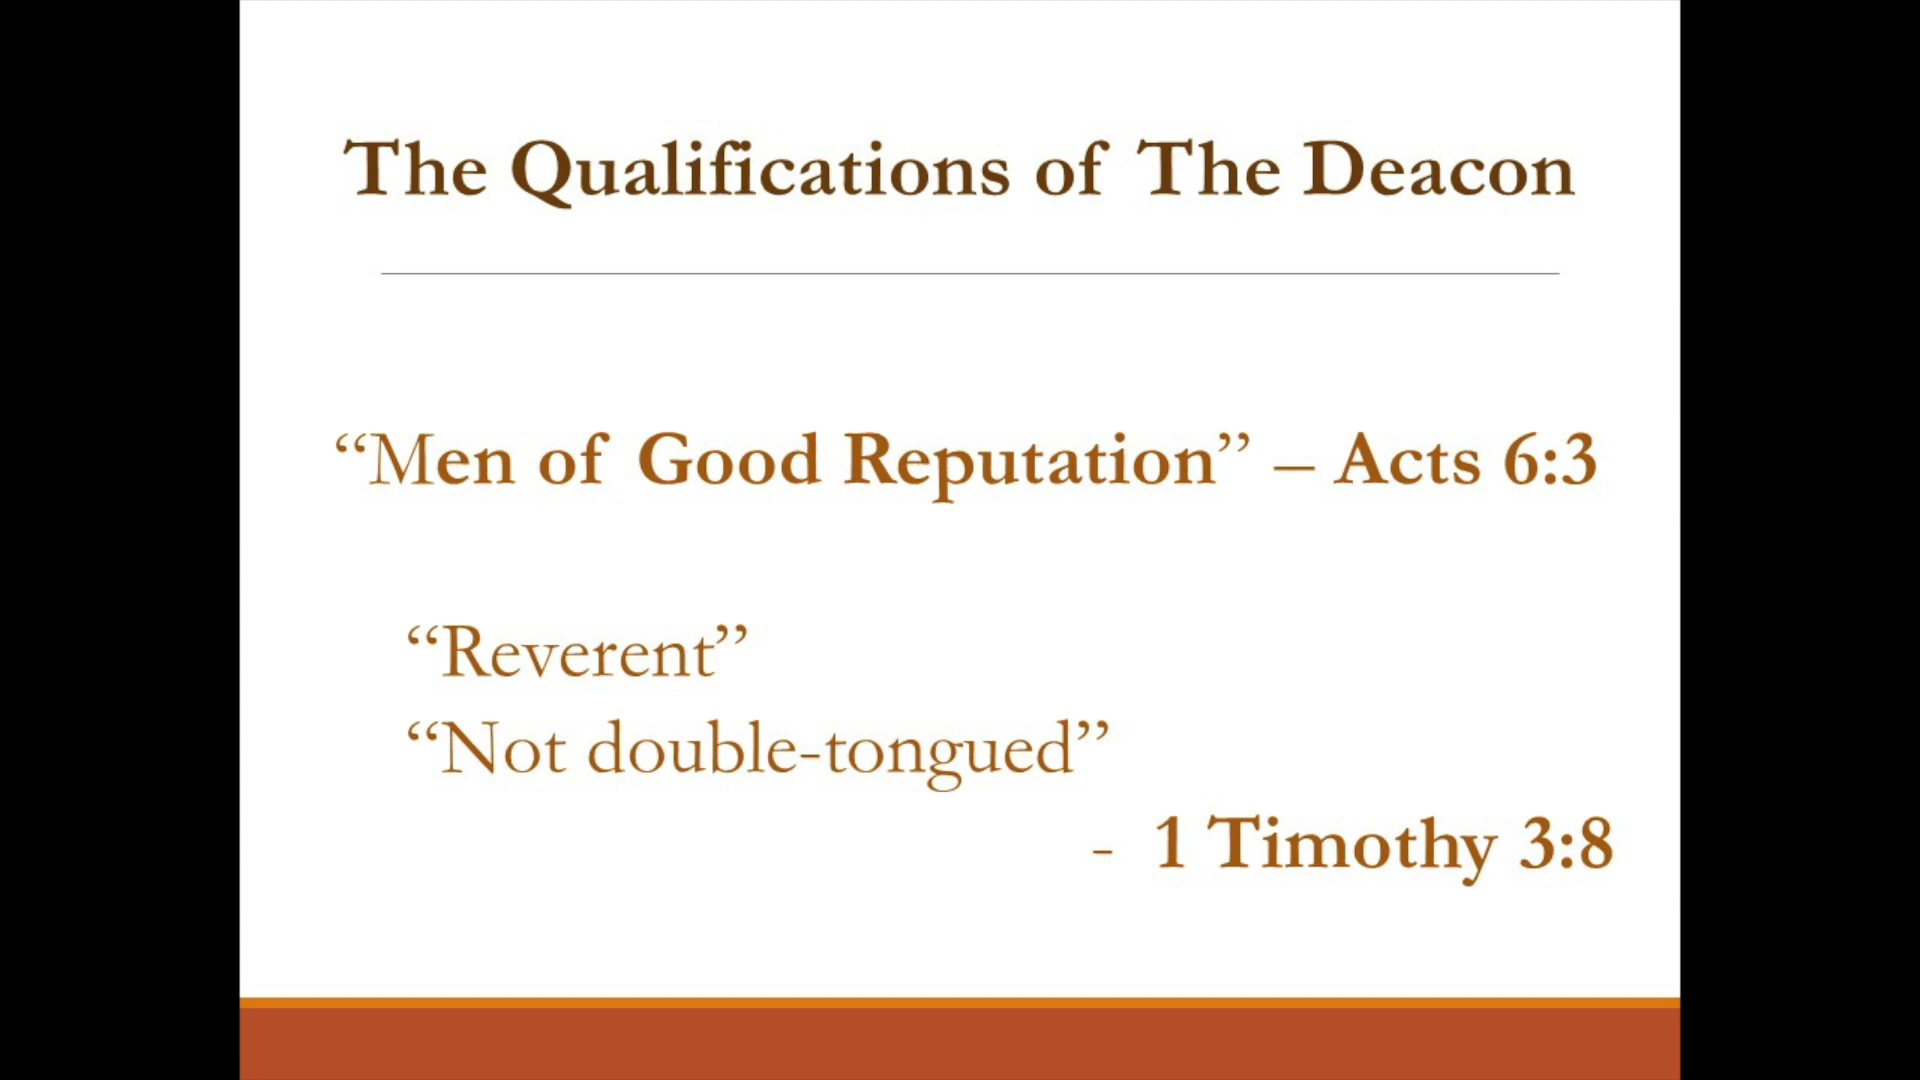 The Qualifications of The Deacon
“Men of Good Reputation” – Acts 6:3
“Reverent”
“Not double-tongued”
- 1 Timothy 3:8